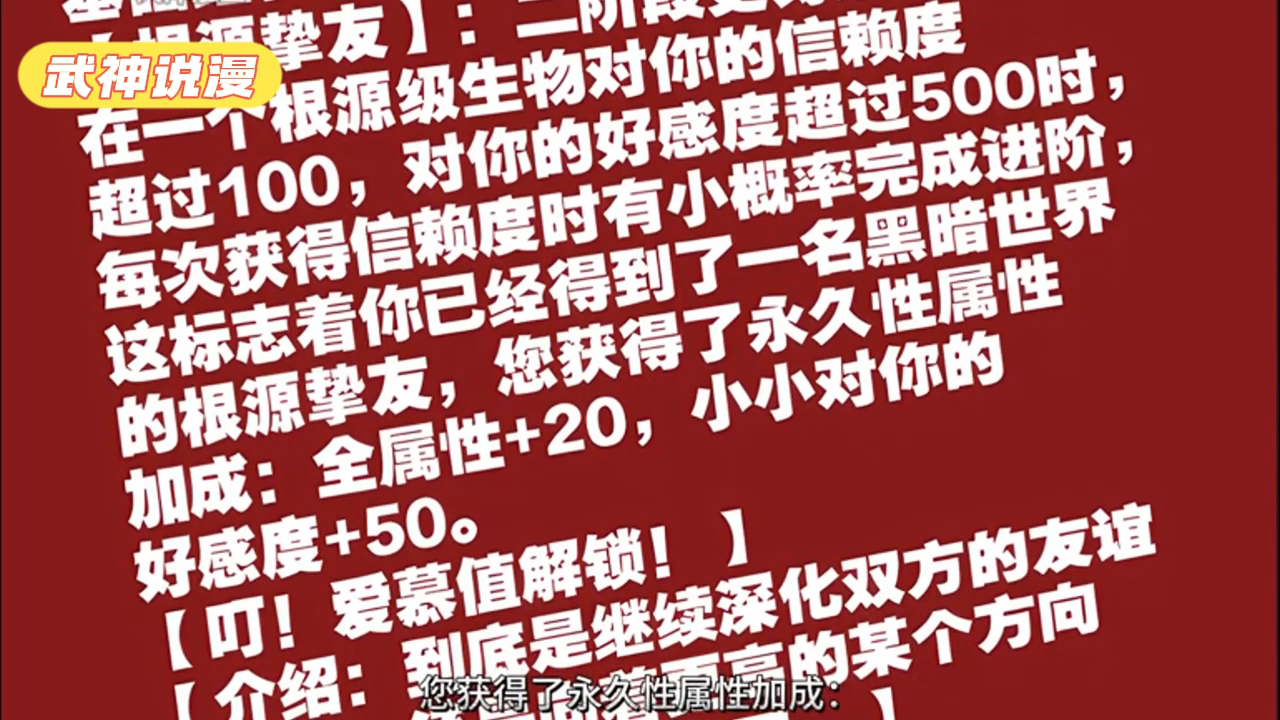 武神说漫
【根源挚友】：二阶段
在一个根源级生物对你的信赖度
超过100，对你的好感度超过500时，
每次获得信赖度时有小概率完成进阶，
这标志着你已经得到了一名黑暗世界
的根源挚友，您获得了永久性属性
加成：全属性+20，小小对你的
好感度+50。
【叮！爱慕值解锁！】
【介绍：到底是继续深化双方的友谊
的某个方向
】
您获得了永久性属性加成：